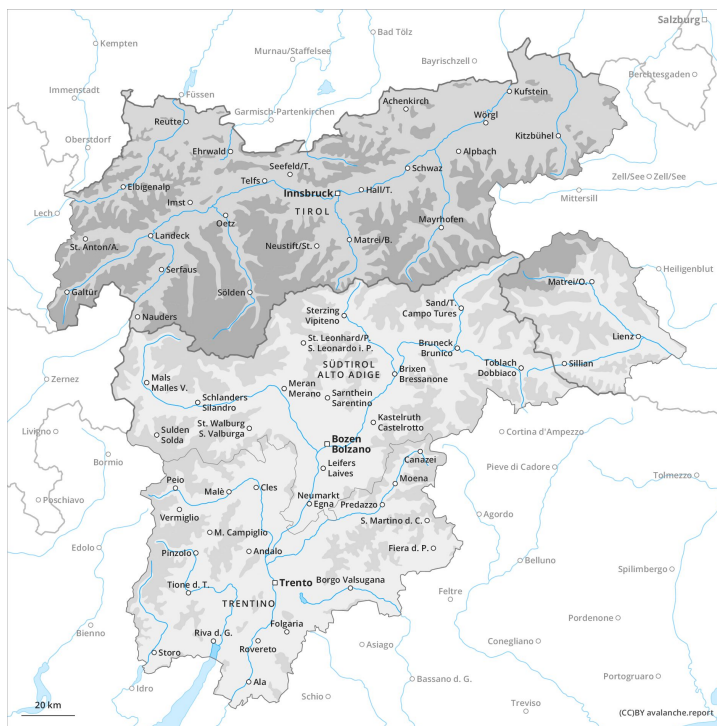 Salzburg
Kempten
Bad Tölz
Murnau/Staffelsee
Bayrischzell
Berchtesgaden
Immenstadt
Füssen
Garmisch-Partenkirchen
Achenkirch
Kufstein
Reutte
Wörgl
Oberstdorf
Ehrwald
Kitzbühel
Alpbach
Seefeld/T.
Telfs
Schwaz
Zell/See
Zell/See
Elbigenalp
Innsbruck
Hall/T.
Mittersill
Imst
TIROL
Lech
Oetz
Mayrhofen
St. Anton/A.
Landeck
Neustift/St.
Matrei/B.
Serfaus
Heiligenblut
Galtür
Sölden
Matrei/O.
Nauders
Sterzing
Vipiteno
Sand/T.
Campo Tures
St. Leonhard/P.
S. Leonardo i. P.
Lienz
Bruneck
Brunico
SÜDTIROL
ALTO ADIGE
Toblach
Dobbiaco
Sillian
Brixen
Bressanone
Zernez
Mals
Malles V.
Meran
Merano
Sarnthein
Sarentino
Schlanders
Silandro
Kastelruth
Castelrotto
St. Walburg
S. Valburga
Livigno
Sulden
Solda
Bozen
Bolzano
Cortina d'Ampezzo
Bormio
Canazei
Pieve di Cadore
Leifers
Laives
Tolmezzo
Peio
Malè
Cles
Moena
Poschiavo
Neumarkt
Egna
Predazzo
Vermiglio
S. Martino d. C.
Agordo
M. Campiglio
Edolo
Pinzolo
Andalo
Fiera d. P.
Belluno
Spilimbergo
Trento
Borgo Valsugana
Tione d. T.
Feltre
TRENTINO
Pordenone
Folgaria
Bienno
Riva d. G.
Rovereto
Asiago
Conegliano
Storo
Ala
Bassano d. G.
Portogruaro
Idro
Schio
Treviso
20 km
(CC)BY avalanche.report